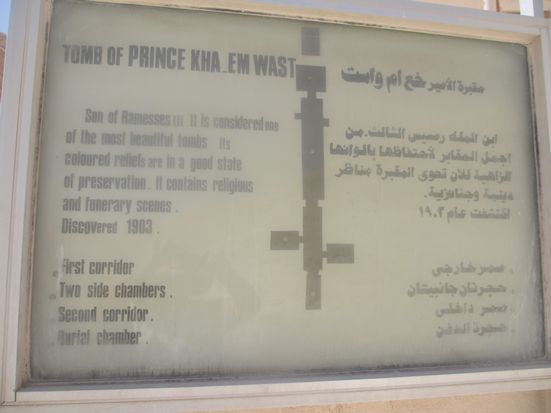 TOMB OF PRINCE KHA_EM WAST
Son of Ramesses III It is considered one
of the most beautiful tombs its
coloured reliefs are in a good state
of preservation. It contains religious
and funerary scenes.
Discovered 1903.
First corridor
Two side chambers.
Second corridor.
Burial chamber.
مقبرة الأمير خع ام واست
ابن الملك رمسيس الثالث. من
اجمل المقابر لاحتفاظها بالوانها
الزاهية للآن تحوى المقبرة مناظر
دينية وجنائزية.
اكتشفت عام ١٩٠٣
. ممر خارجي
. حجرتان جانبيتان
. ممر داخلى
. حجرة الدفن